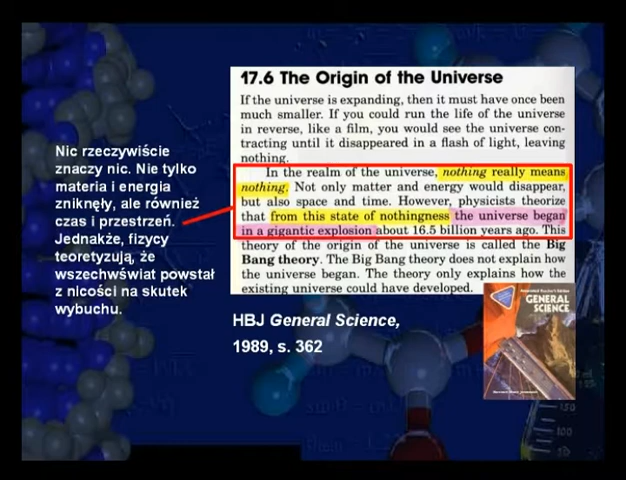 Nic rzeczywiście
znaczy nic. Nie tylko
materia i energia
zniknęły, ale również
czas i przestrzeń.
Jednakże, fizycy
teoretyzują, że
wszechświat powstał
z nicości na skutek
wybuchu.
17.6 The Origin of the Universe
If the universe is expanding, then it must have once been
much smaller. If you could run the life of the universe
in reverse, like a film, you would see the universe con-
tracting until it disappeared in a flash of light, leaving
nothing.
In the realm of the universe, nothing really means
nothing. Not only matter and energy would disappear,
but also space and time. However, physicists theorize
that from this state of nothingness the universe began
in a gigantic explosion about 16.5 billion years ago. This
theory of the origin of the universe is called the Big
Bang theory. The Big Bang theory does not explain how
the universe began. The theory only explains how the
existing universe could have developed.
HBJ General Science,
1989, s. 362
GENERAL
SCIENCE
150
100